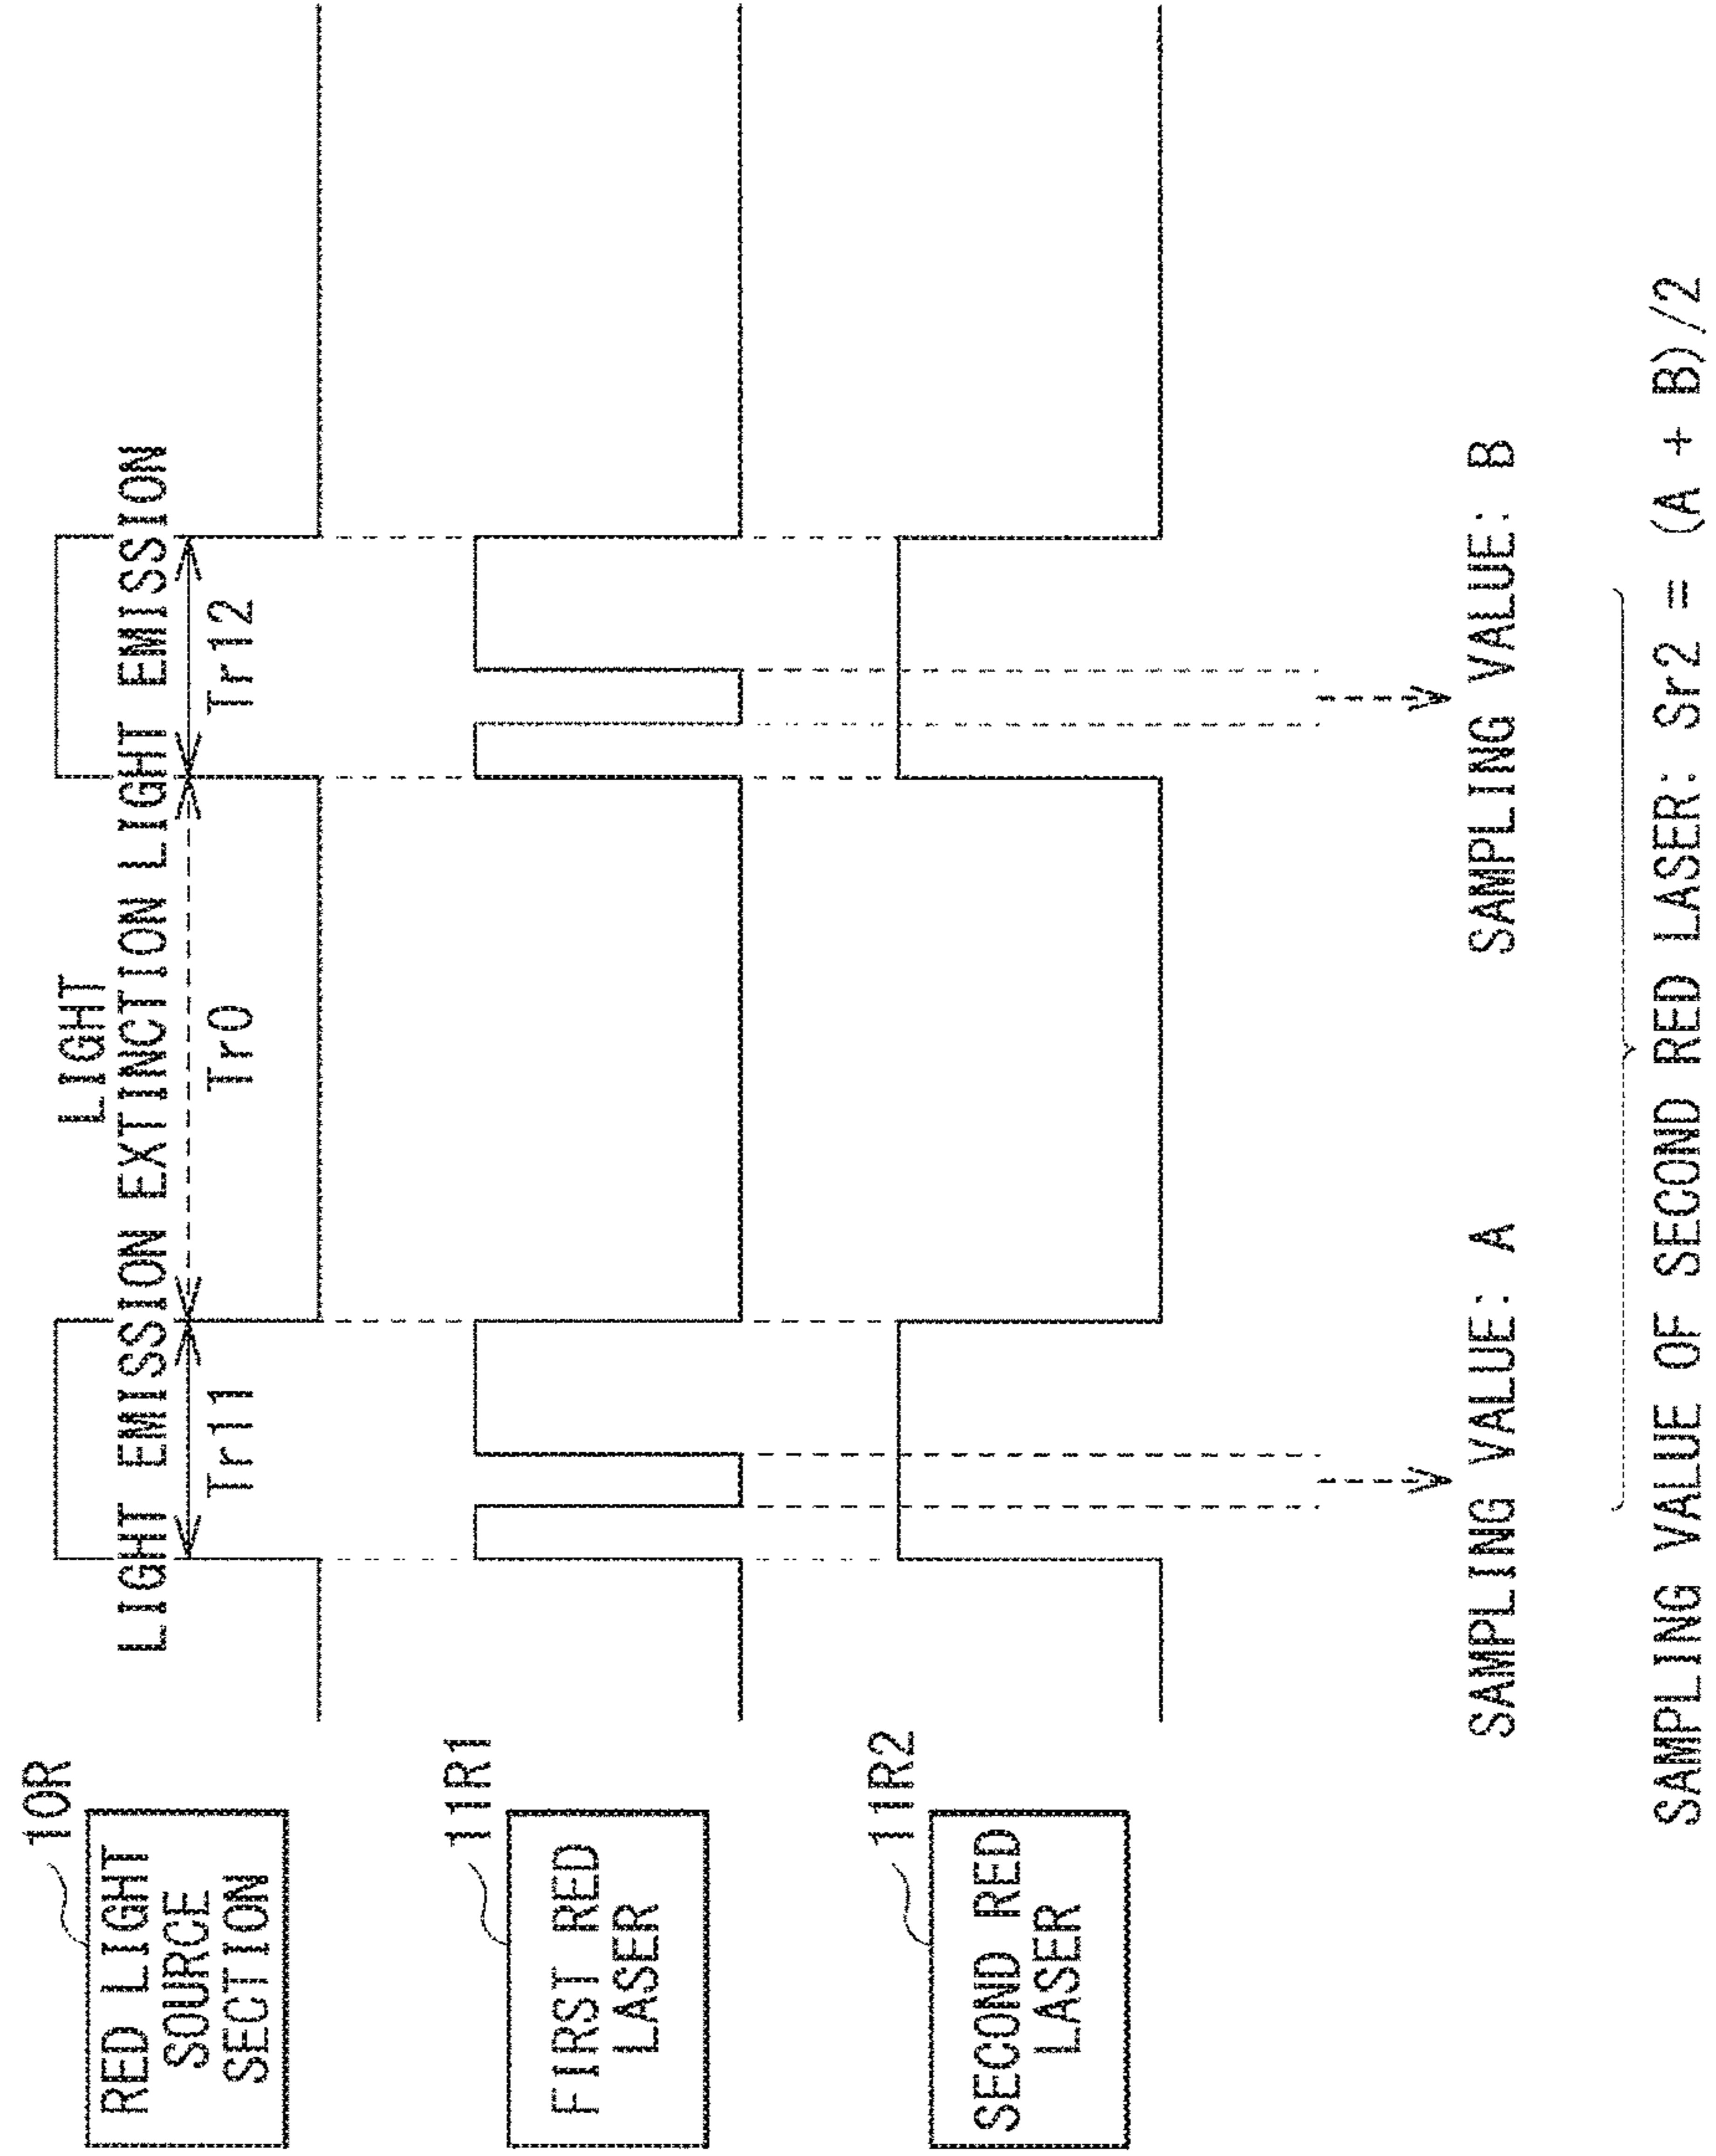 10R
RED LIGHT
SOURCE
SECTION
LIGHT
LIGHT EMISSION EXTINCTION LIGHT EMISSION
Tr11
Tr0
Tr12
11R1
FIRST RED
LASER
11R2
SECOND RED
LASER
SAMPLING VALUE: A
SAMPLING VALUE: B
SAMPLING VALUE OF SECOND RED LASER: Sr2 = (A + B)/2